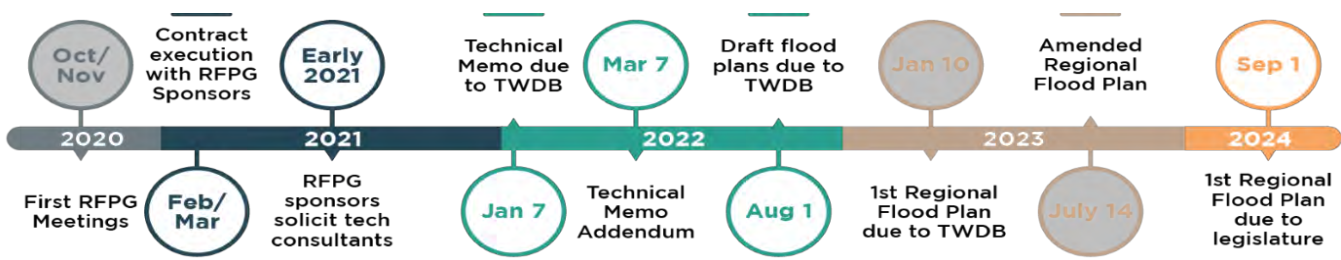 Oct/
Nov
2020
First RFPG
Meetings
Contract
execution
with RFPG
Sponsors
Feb/
Mar
Early
2021
2021
RFPG
sponsors
solicit tech
consultants
Technical
Memo due
to TWDB
Jan 7
Mar 7
2022
Technical
Memo
Addendum
Draft flood
plans due to
TWDB
Aug 1
Jan 10
1st Regional
Flood Plan
due to TWDB
2023
Amended
Regional
Flood Plan
July 14
Sep 1
2024
1st Regional
Flood Plan
due to
legislature